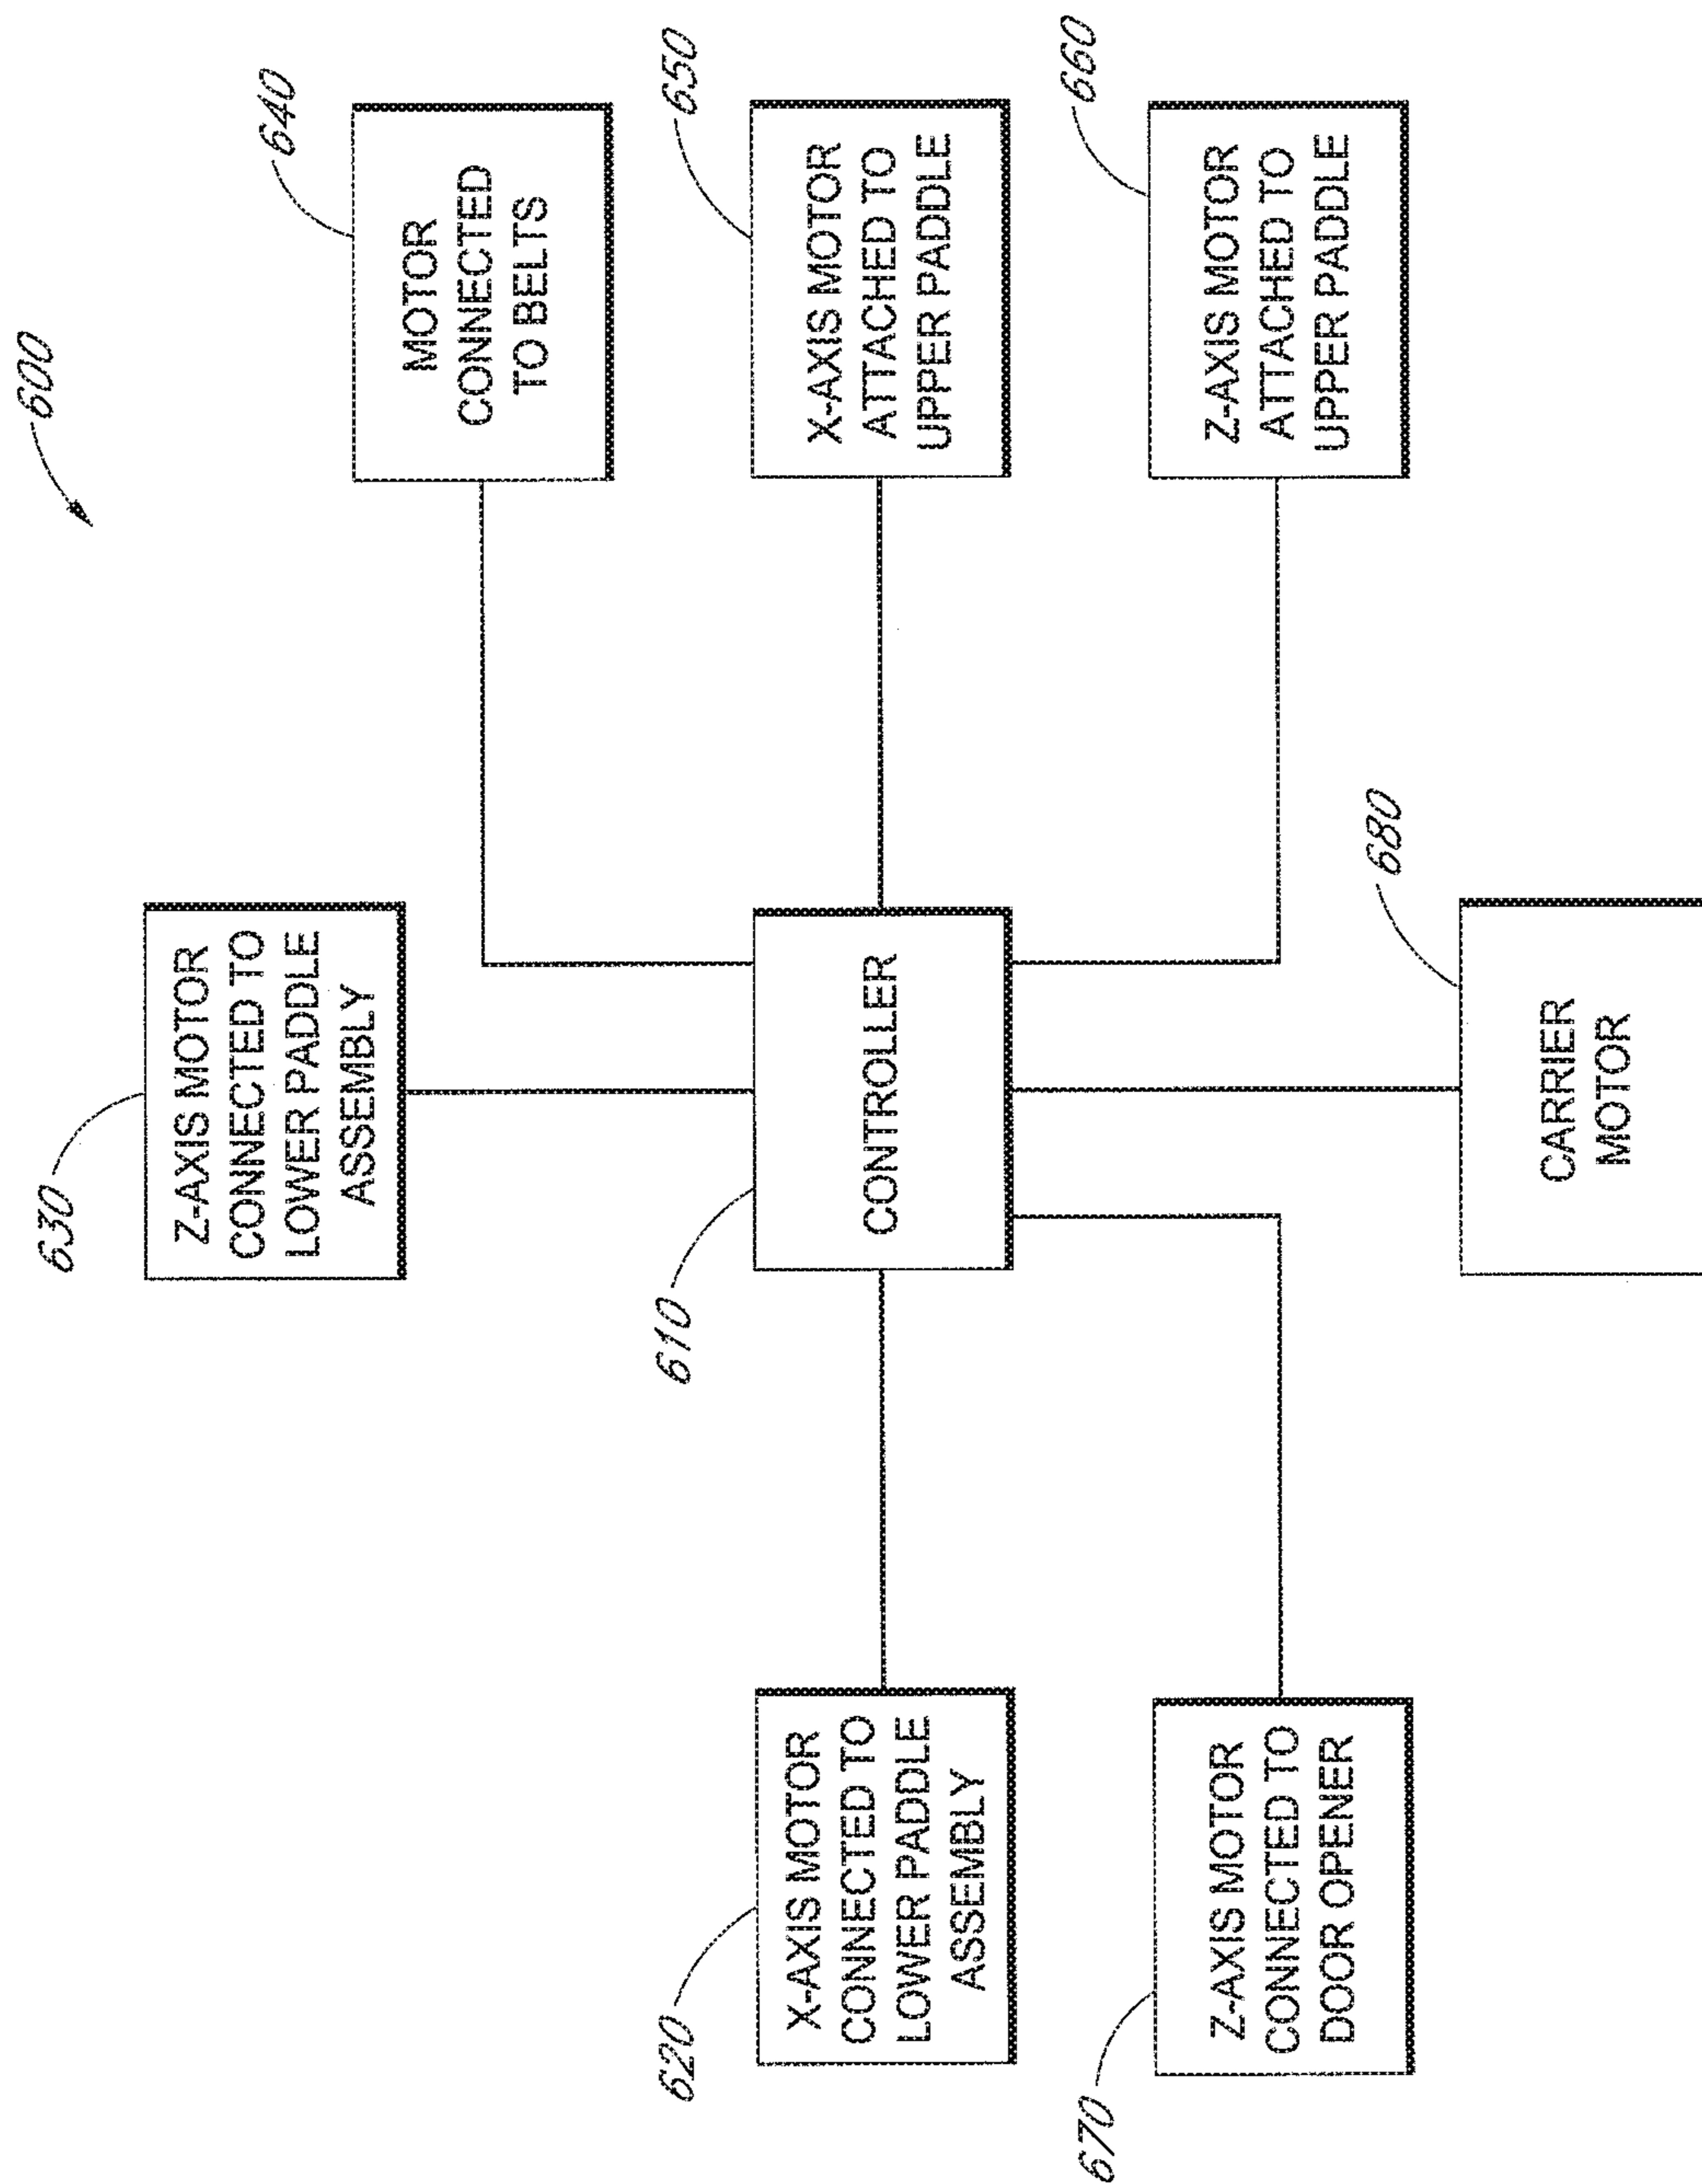 600
630
Z-AXIS MOTOR
CONNECTED TO
LOWER PADDLE
ASSEMBLY
640
MOTOR
CONNECTED
TO BELTS
620
X-AXIS MOTOR
CONNECTED TO
LOWER PADDLE
ASSEMBLY
610
CONTROLLER
650
X-AXIS MOTOR
ATTACHED TO
UPPER PADDLE
670
Z-AXIS MOTOR
CONNECTED TO
DOOR OPENER
660
Z-AXIS MOTOR
ATTACHED TO
UPPER PADDLE
680
CARRIER
MOTOR